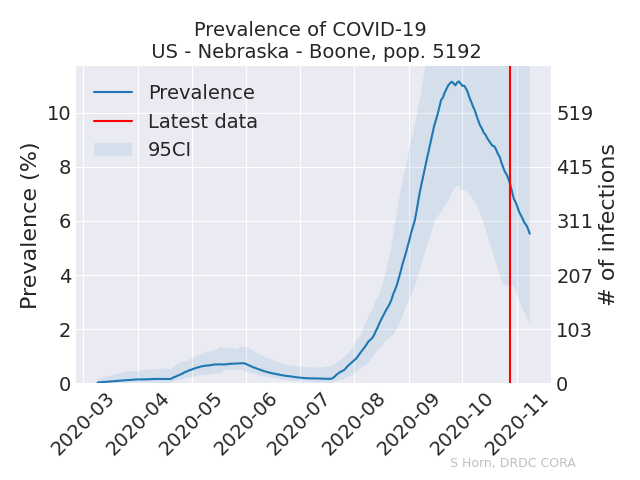 Prevalence of COVID-19
US - Nebraska - Boone, pop. 5192
Prevalence
Latest data
95CI
Prevalence (%)
10
8
6
4
2
0
519
415
311
207
103
0
# of infections
2020-03
2020-04
2020-05
2020-06
2020-07
2020-08
2020-09
2020-10
2020-11
S Horn, DRDC CORA